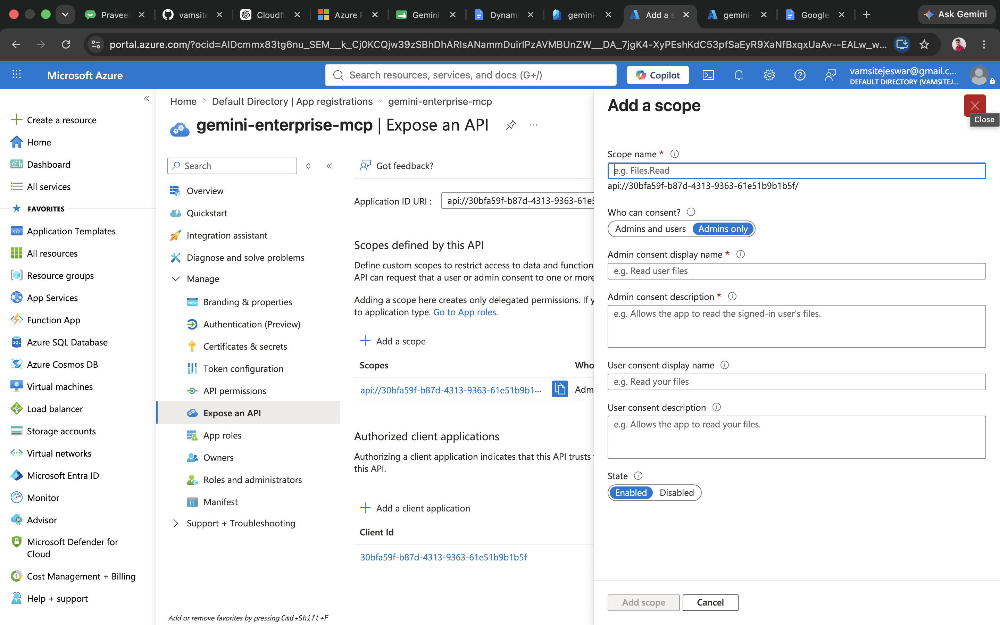 Praveen
vamsite
Cloudfl
Azure P
Gemini
Dynami
gemini-
Add a s
gemini-
Google
Ask Gemini
portal.azure.com/?ocid=AIDcmmx83tg6nu_SEM__k_Cj0KCQjw39zSBhDhARIsANammDuirlPzAVMBUnZW__DA_7jgK4-XyPEshKdC53pfSaEyR9XaNfBxqxUaAv--EALw_w...
Microsoft Azure
Search resources, services, and docs (G+/)
Copilot
vamsitejeswar@gmail.c...
DEFAULT DIRECTORY (VAMSITEJ...
Create a resource
Home
Dashboard
All services
FAVORITES
Application Templates
All resources
Resource groups
App Services
Function App
Azure SQL Database
Azure Cosmos DB
Virtual machines
Load balancer
Storage accounts
Virtual networks
Microsoft Entra ID
Monitor
Advisor
Microsoft Defender for
Cloud
Cost Management + Billing
Help + support
Home > Default Directory | App registrations > gemini-enterprise-mcp
gemini-enterprise-mcp | Expose an API
Search
Overview
Quickstart
Integration assistant
Diagnose and solve problems
Manage
Branding & properties
Authentication (Preview)
Certificates & secrets
Token configuration
API permissions
Expose an API
App roles
Owners
Roles and administrators
Manifest
Support + Troubleshooting
Add or remove favorites by pressing Cmd+Shift+F
Got feedback?
Application ID URI : api://30bfa59f-b87d-4313-9363-61e5
Scopes defined by this API
Define custom scopes to restrict access to data and function
API can request that a user or admin consent to one or more
Adding a scope here creates only delegated permissions. If y
to application type. Go to App roles.
Add a scope
Scopes Who
api://30bfa59f-b87d-4313-9363-61e51b9b1... Adm
Authorized client applications
Authorizing a client application indicates that this API trusts
this API.
Add a client application
Client Id
30bfa59f-b87d-4313-9363-61e51b9b1b5f
Add a scope
Close
Scope name *
e.g. Files.Read
api://30bfa59f-b87d-4313-9363-61e51b9b1b5f/
Who can consent?
Admins and users Admins only
Admin consent display name *
e.g. Read user files
Admin consent description *
e.g. Allows the app to read the signed-in user's files.
User consent display name
e.g. Read your files
User consent description
e.g. Allows the app to read your files.
State
Enabled Disabled
Add scope Cancel